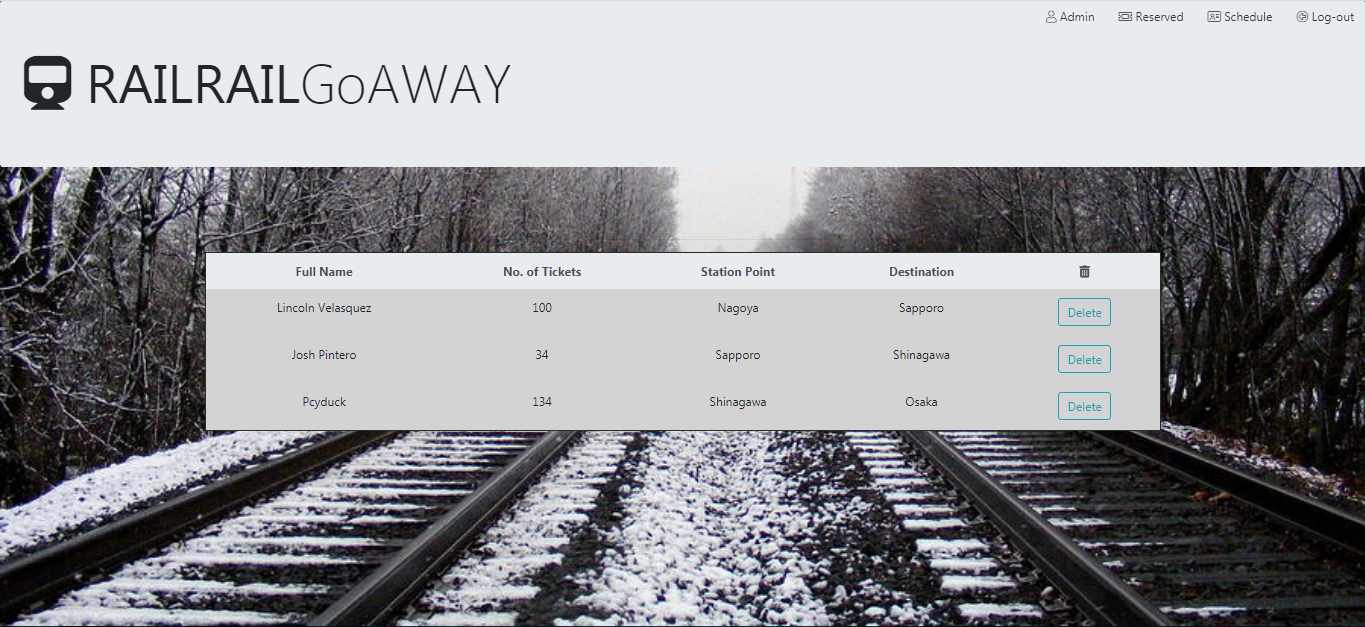 Admin Reserved Schedule Log-out
RAILRAILGoAWAY
Full Name No. of Tickets Station Point Destination
Lincoln Velasquez 100 Nagoya Sapporo Delete
Josh Pintero 34 Sapporo Shinagawa Delete
Pcyduck 134 Shinagawa Osaka Delete